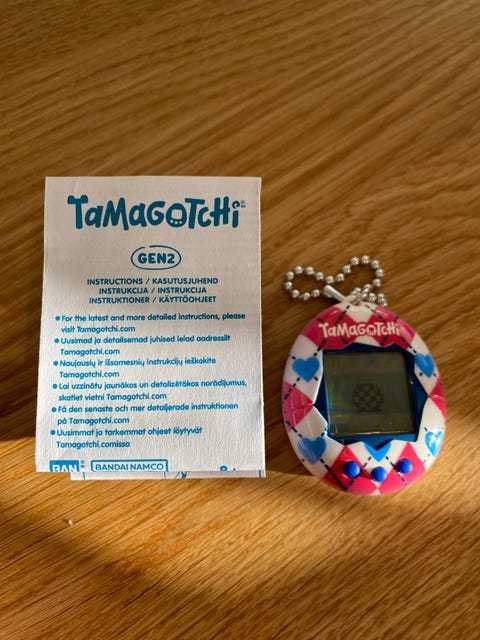 TaMaGOTCHi
GEN2
INSTRUCTIONS / KASUTUSJUHEND
INSTRUKCIJA / INSTRUKCIJA
INSTRUKTIONER / KÄYTTÖOHJEET
• For the latest and more detailed instructions, please
visit Tamagotchi.com
• Uusimad ja detailsemad juhised leiad aadressilt
Tamagotchi.com
• Naujausių ir išsamesnių instrukcijų ieškokite
Tamagotchi.com
• Lai uzzinātu jaunākos un detalizētākos norādījumus,
skatiet vietni Tamagotchi.com
• Få den senaste och mer detaljerade instruktionen
på Tamagotchi.com
• Uusimmat ja tarkemmat ohjeet löytyvät
Tamagotchi.comissa
BAN BANDAI NAMCO
TaMaGOTCHi